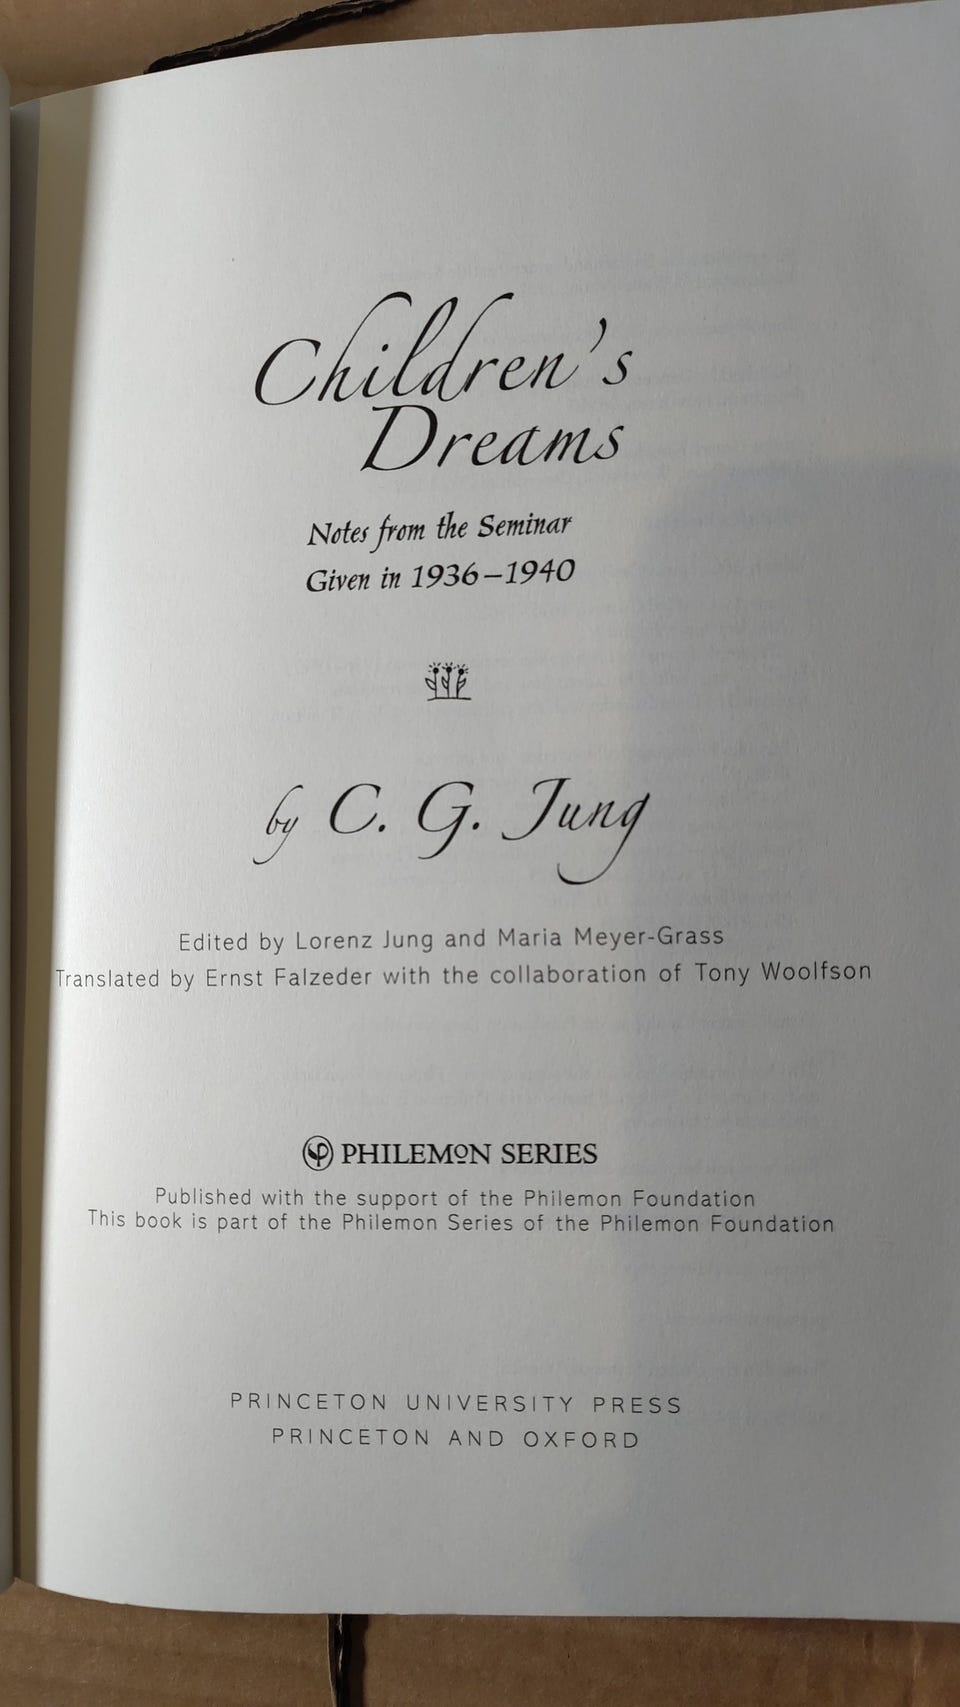 Children's
Dreams
Notes from the Seminar
Given in 1936–1940
by C. G. Jung
Edited by Lorenz Jung and Maria Meyer-Grass
Translated by Ernst Falzeder with the collaboration of Tony Woolfson
PHILEMON SERIES
Published with the support of the Philemon Foundation
This book is part of the Philemon Series of the Philemon Foundation
PRINCETON UNIVERSITY PRESS
PRINCETON AND OXFORD